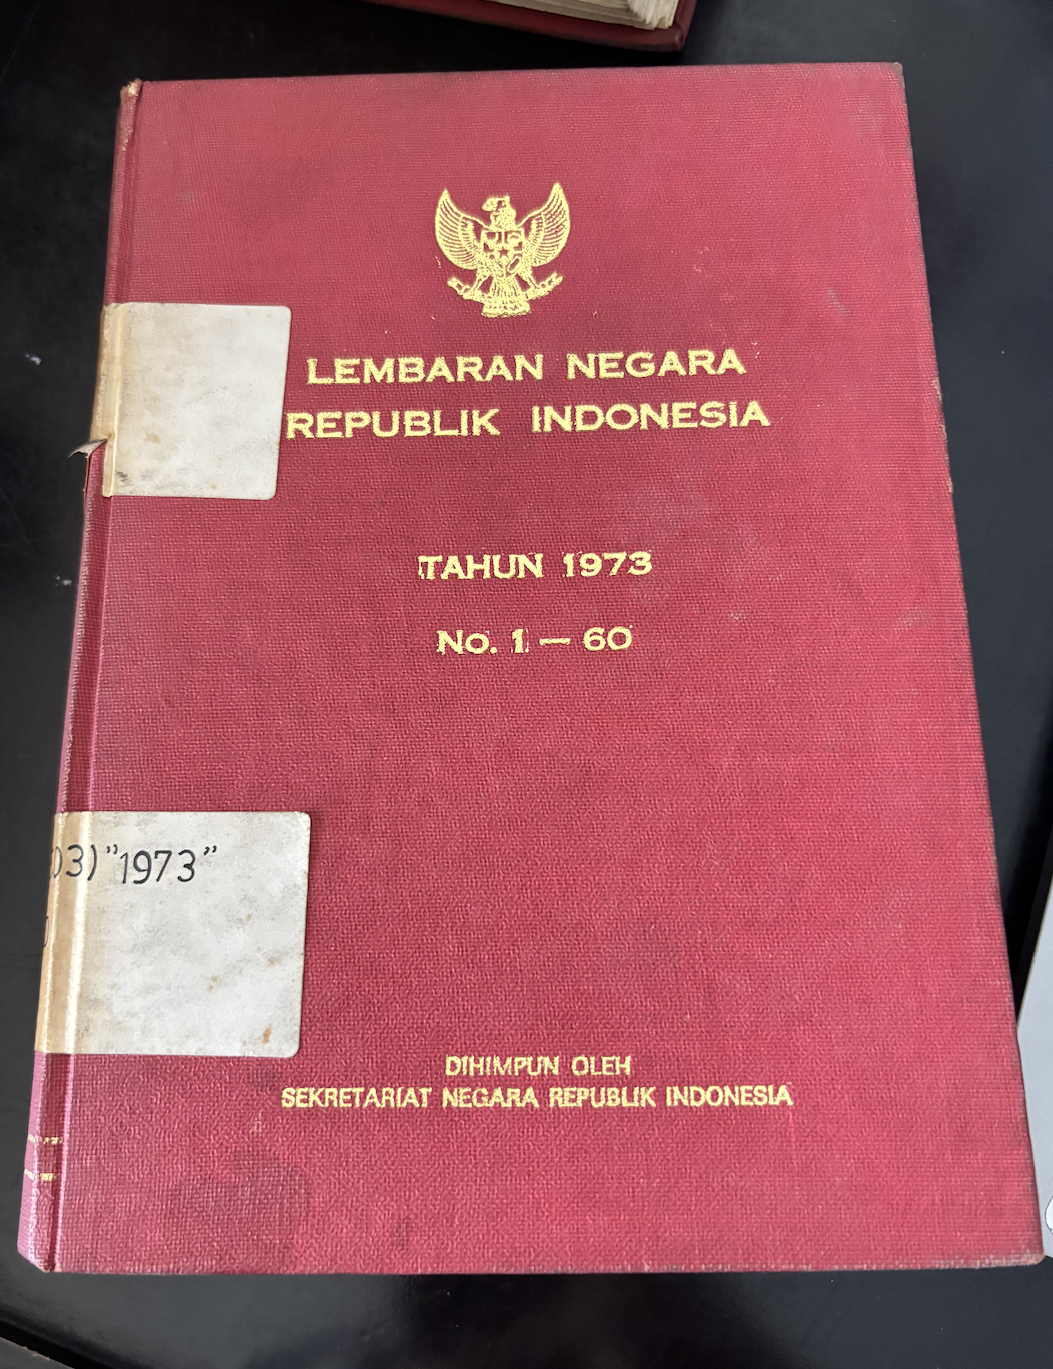 LEMBARAN NEGARA
REPUBLIK INDONESIA
TAHUN 1973
No. 1 — 60
03) "1973"
DIHIMPUN OLEH
SEKRETARIAT NEGARA REPUBLIK INDONESIA